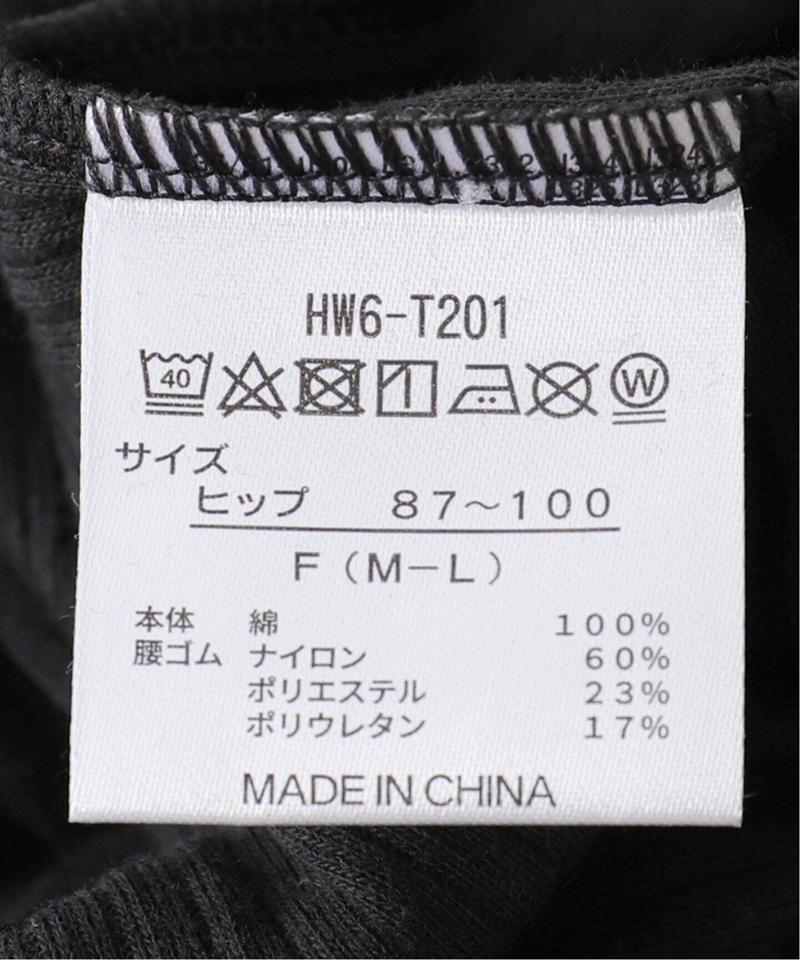 HW6-T201
40 W
サイズ
ヒップ 87～100
F（M－L）
本体 綿 100%
腰ゴム ナイロン 60%
ポリエステル 23%
ポリウレタン 17%
MADE IN CHINA